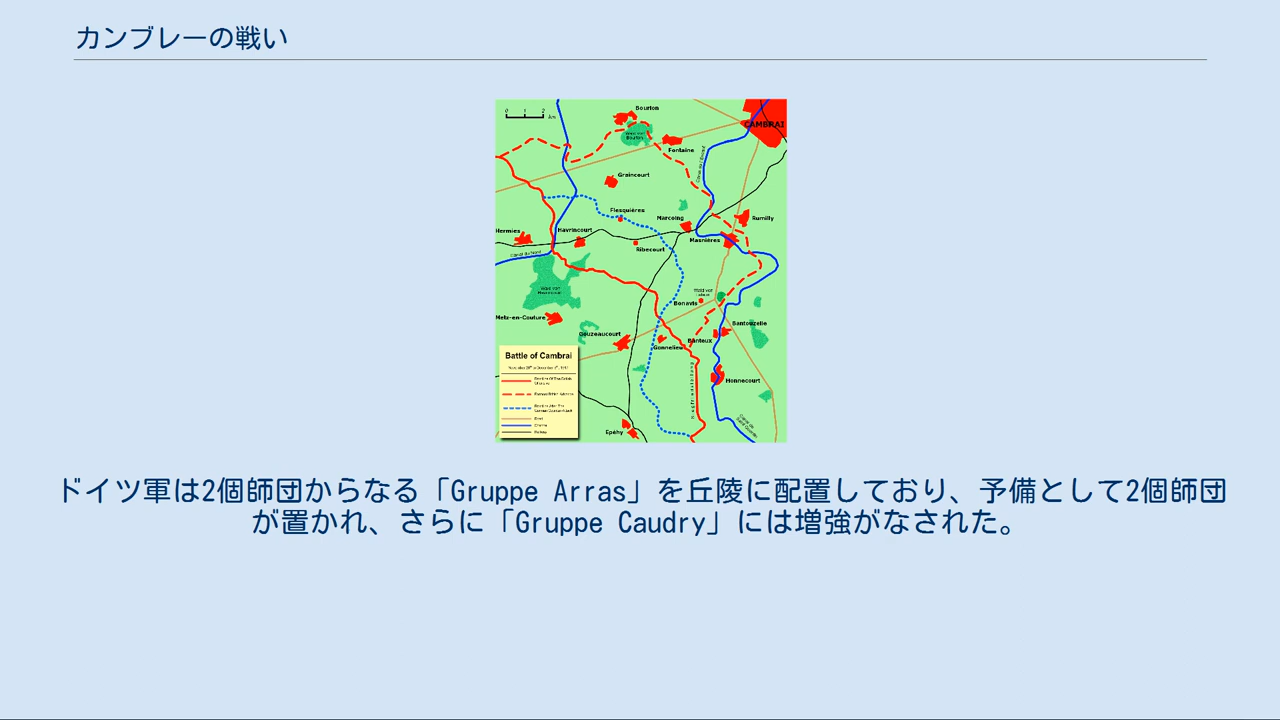 カンブレーの戦い
Bourlon
CAMBRAI
km
Fontaine
Graincourt
Flesquières
Marcoing
Rumilly
Hermies
Havrincourt
Ribecourt
Masnières
Bonavis
Metz-en-Couture
Gouzeaucourt
Gonnelieu
Bantouzelle
Banteux
Battle of Cambrai
Honnecourt
Epéhy
ドイツ軍は2個師団からなる「Gruppe Arras」を丘陵に配置しており、予備として2個師団
が置かれ、さらに「Gruppe Caudry」には増強がなされた。